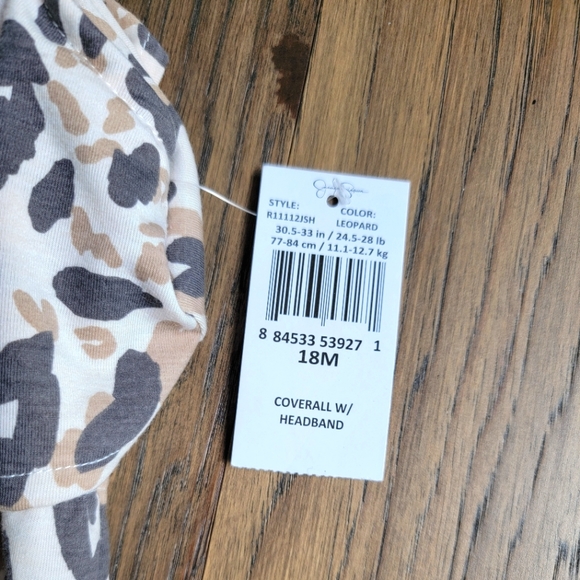 STYLE: COLOR:
R11112JSH LEOPARD
30.5-33 in / 24.5-28 lb
77-84 cm / 11.1-12.7 kg
8 84533 53927 1
18M
COVERALL W/
HEADBAND